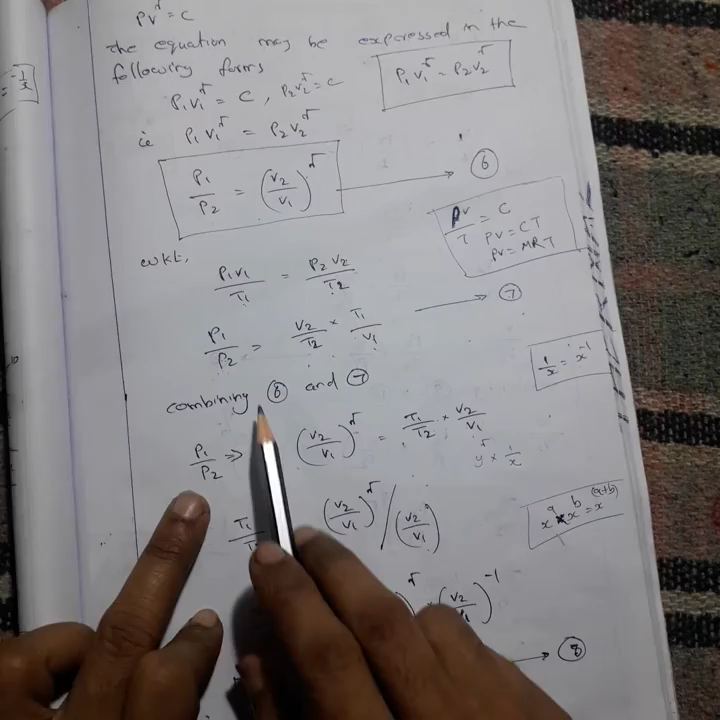 PV^γ = C
The equation may be experessed in the
following forms
P₁V₁^γ = C , P₂V₂^γ = C
P₁V₁^γ = P₂V₂^γ
ie P₁V₁^γ = P₂V₂^γ
P₁/P₂ = (V₂/V₁)^γ → ⑥
PV/T = C
PV = CT
PV = MRT
wkt,
P₁V₁/T₁ = P₂V₂/T₂
P₁/P₂ = V₂/T₂ × T₁/V₁ → ⑦
1/x = x⁻¹
combining ⑥ and ⑦
P₁/P₂ ⇒ (V₂/V₁)^γ = T₁/T₂ × V₂/V₁
y^γ × 1/x
x^a × x^b = x^(a+b)
T₁/ (V₂/V₁)^γ / (V₂/V₁)
)^γ (V₂/V₁)⁻¹
→ ⑧